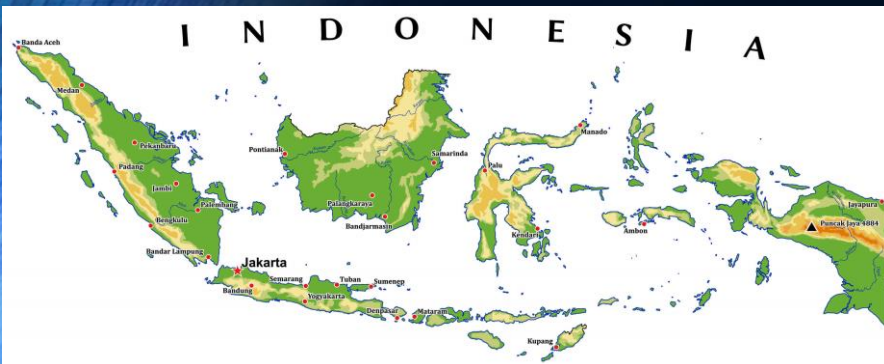 INDONESIA
Banda Aceh
Medan
Pekanbaru
Padang
Jambi
Palembang
Bengkulu
Bandar Lampung
Jakarta
Bandung
Semarang
Yogyakarta
Tuban
Sumenep
Denpasar
Mataram
Pontianak
Samarinda
Palangkaraya
Bandjarmasin
Manado
Palu
Kendari
Ambon
Kupang
Jayapura
Puncak Jaya 4884